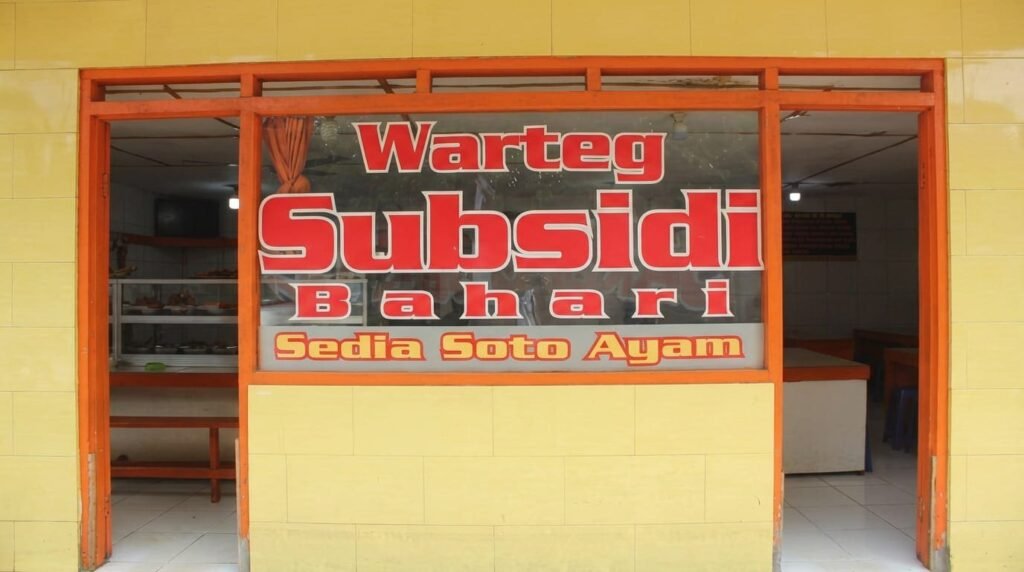 Warteg
Subsidi
Bahari
Sedia Soto Ayam